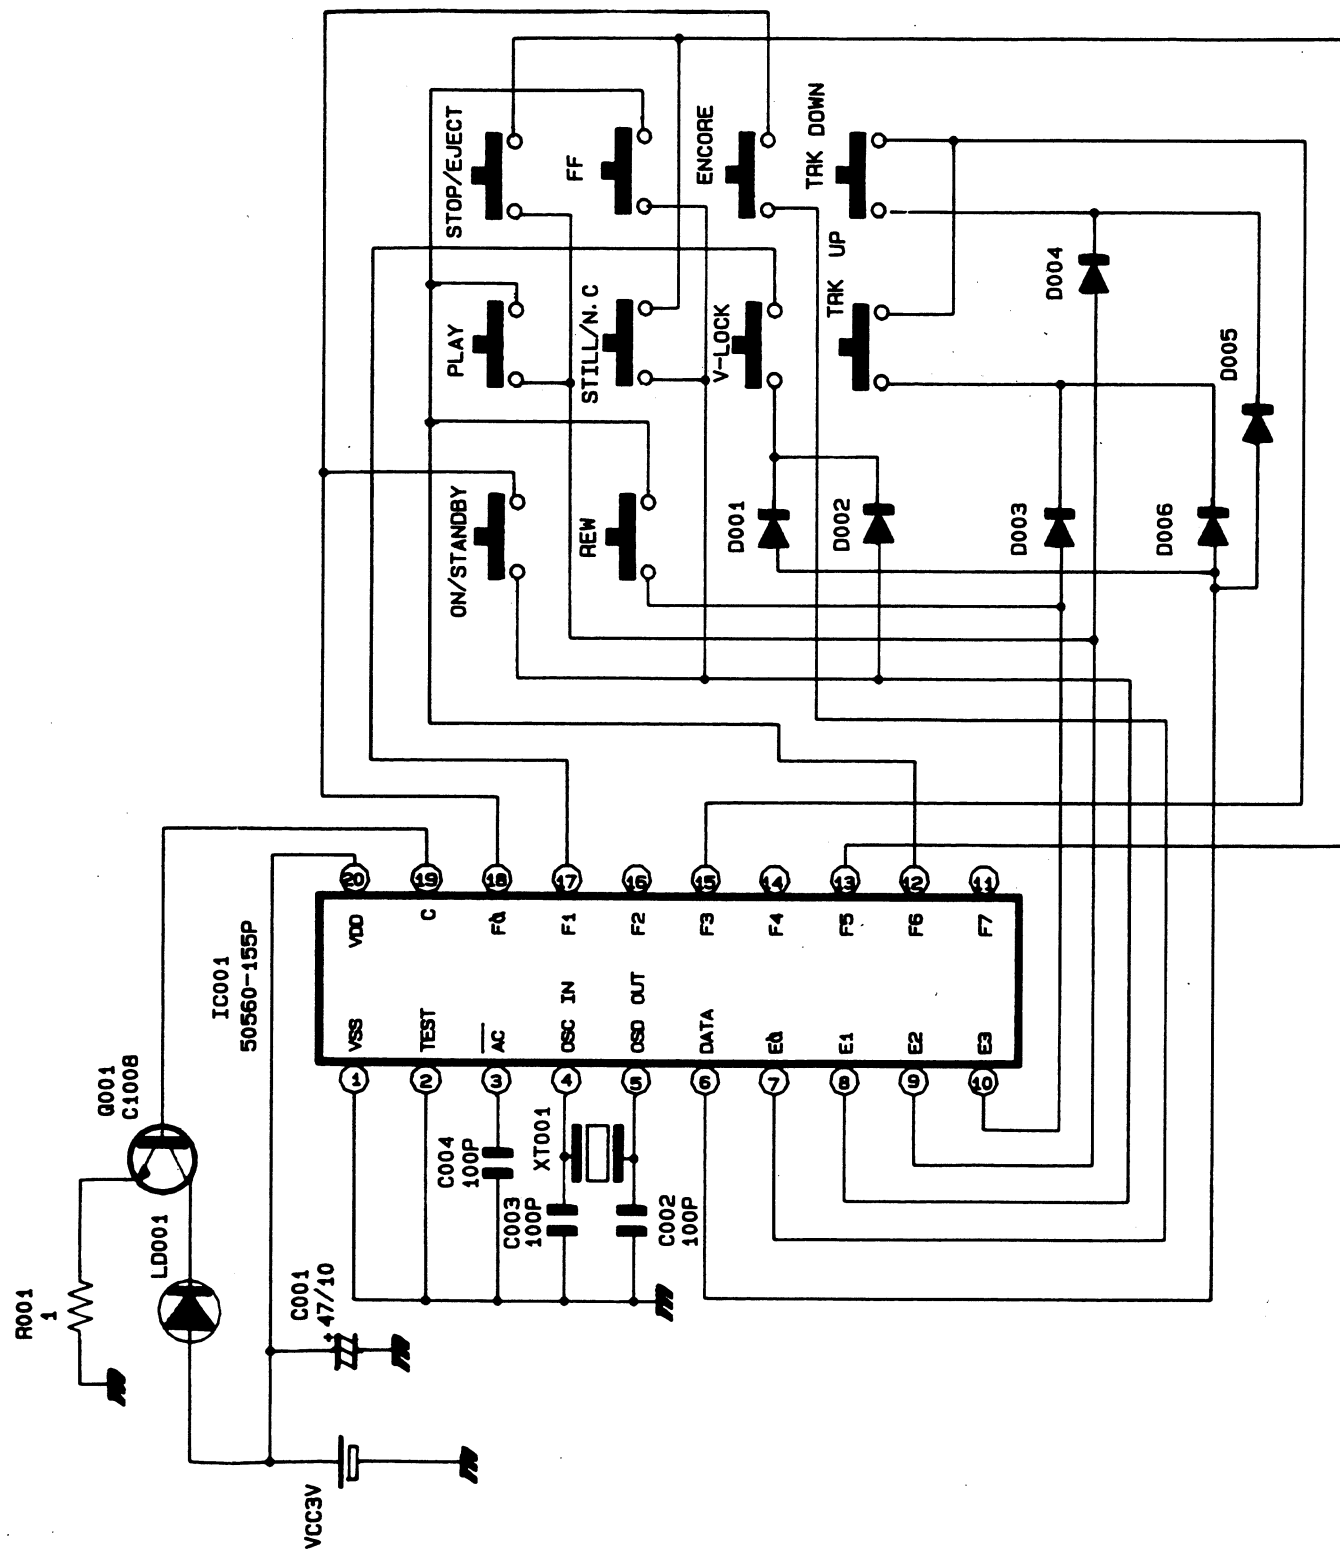 STOP/EJECT
FF
ENCORE
TRK DOWN
PLAY
STILL/N.C
V-LOCK
TRK UP
D004
D005
ON/STANDBY
REW
D001
D002
D003
D006
IC001
50560-155P
20
19
18
17
16
15
14
13
12
11
VDD
C
F0
F1
F2
F3
F4
F5
F6
F7
VSS
TEST
AC
OSC IN
OSD OUT
DATA
E0
E1
E2
E3
1
2
3
4
5
6
7
8
9
10
Q001
C1008
C004
100P
XT001
C003
100P
C002
100P
LD001
C001
+47/10
R001
1
VCC3V